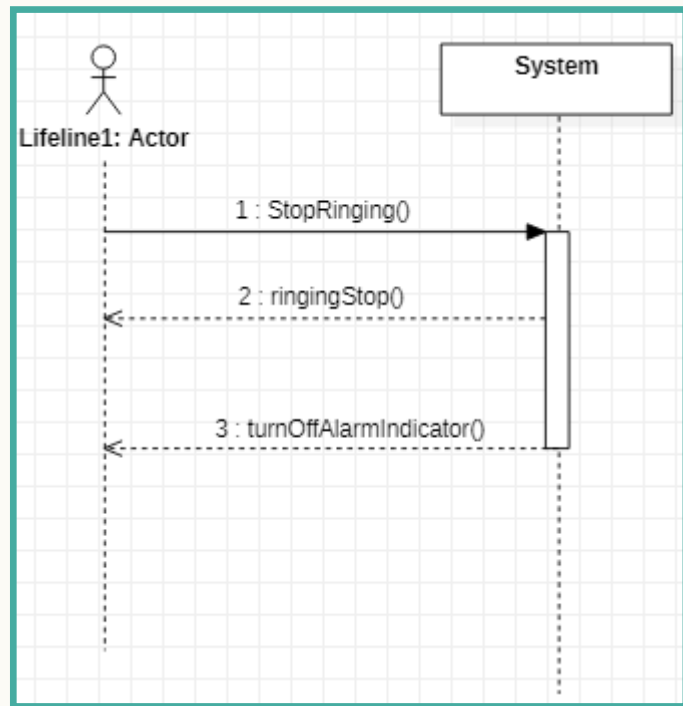 System
Lifeline1: Actor
1 : StopRinging()
2 : ringingStop()
3 : turnOffAlarmIndicator()